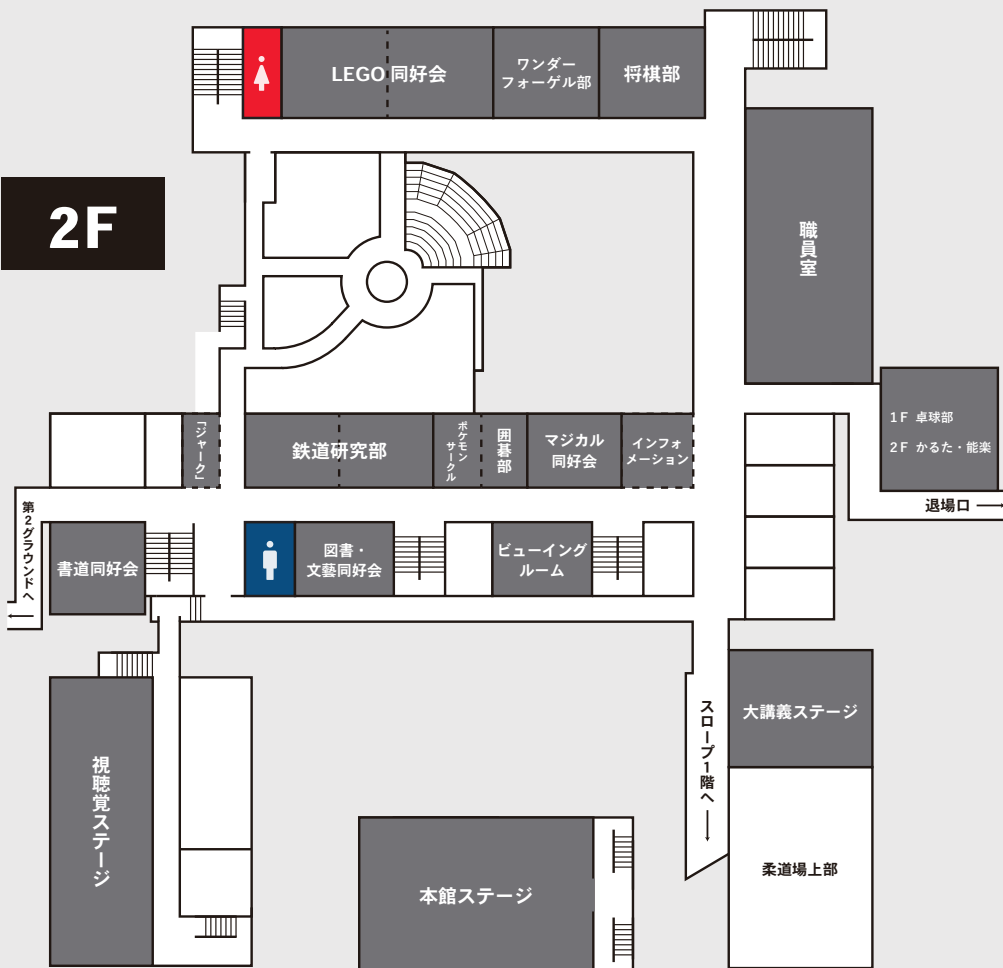 LEGO 同好会
ワンダー
フォーゲル部
将棋部
2F
職員室
1F 卓球部
2F かるた・能楽
退場口
「ジャーク」
鉄道研究部
ポケモン
サークル
囲碁部
マジカル
同好会
インフォ
メーション
第2グラウンドへ
書道同好会
図書・
文藝同好会
ビューイング
ルーム
スロープ1階へ
大講義ステージ
視聴覚ステージ
本館ステージ
柔道場上部